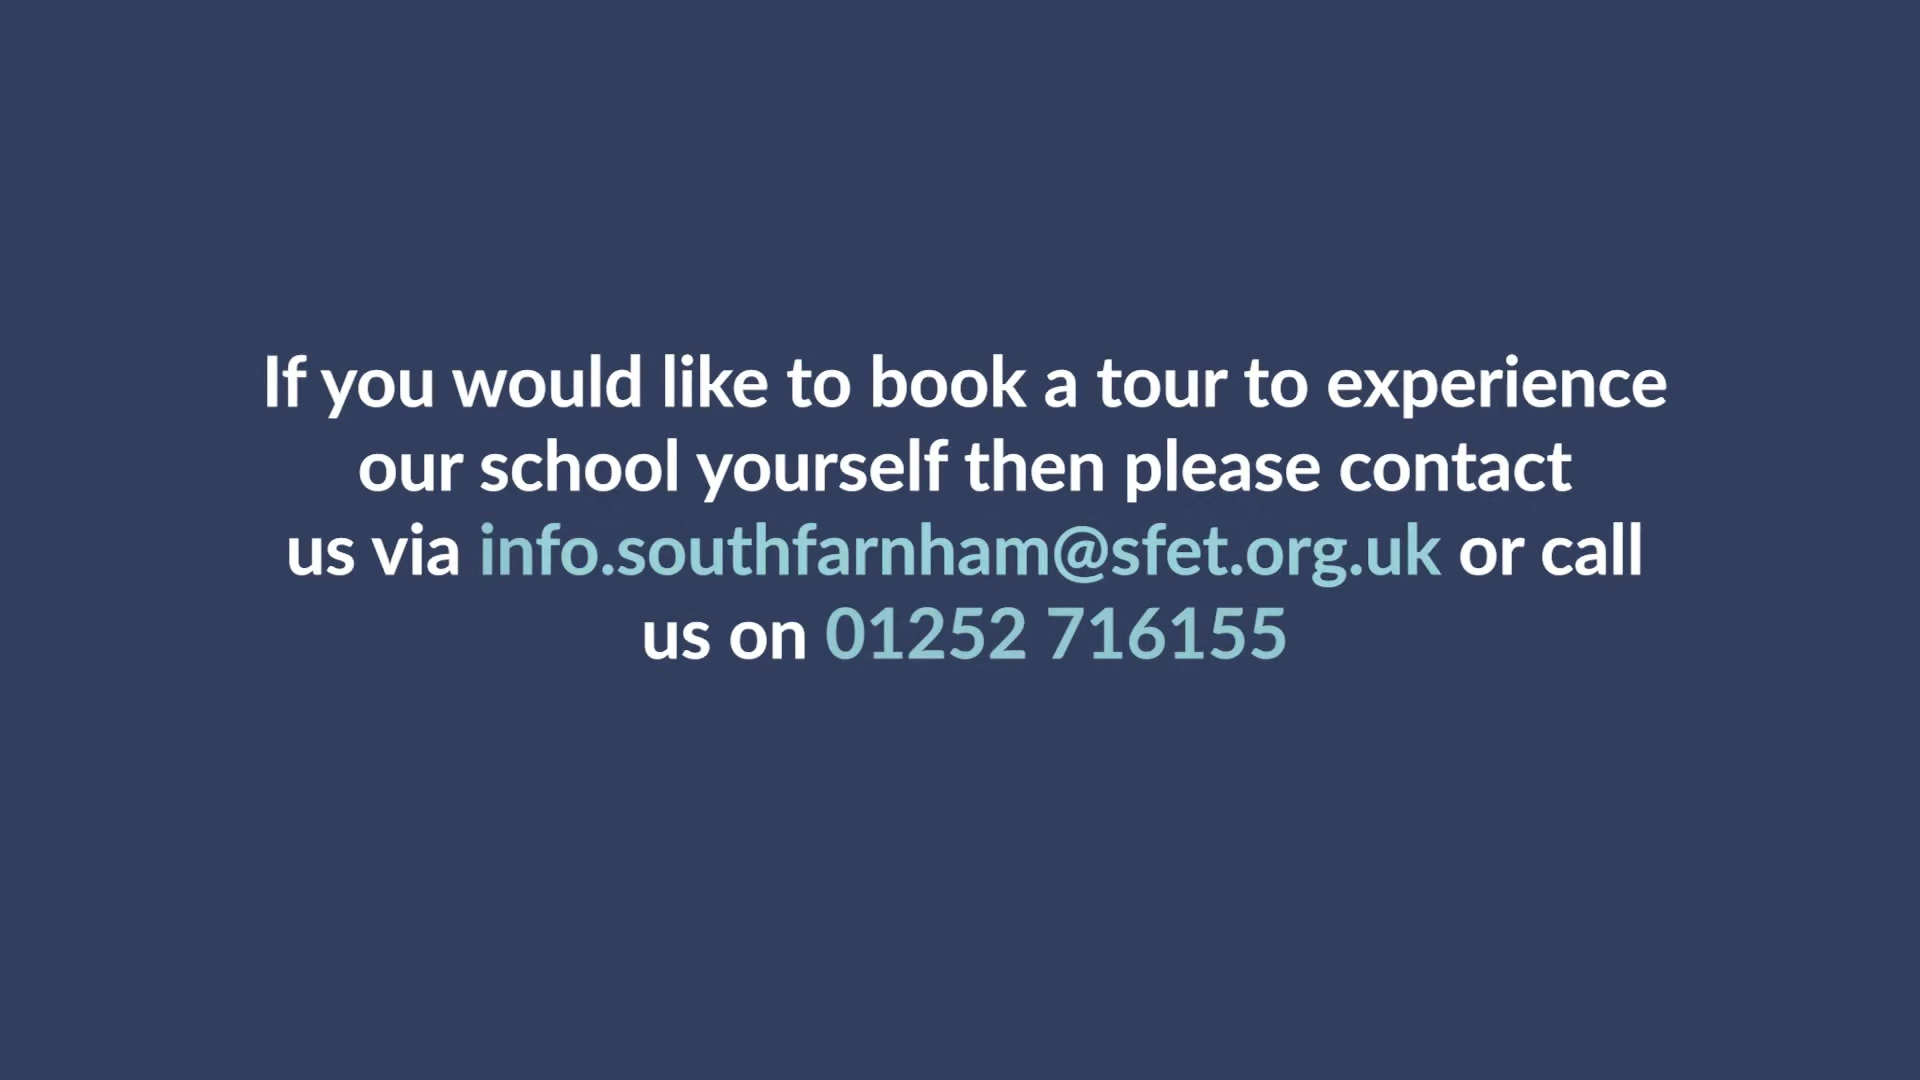 If you would like to book a tour to experience
our school yourself then please contact
us via info.southfarnham@sfet.org.uk or call
us on 01252 716155